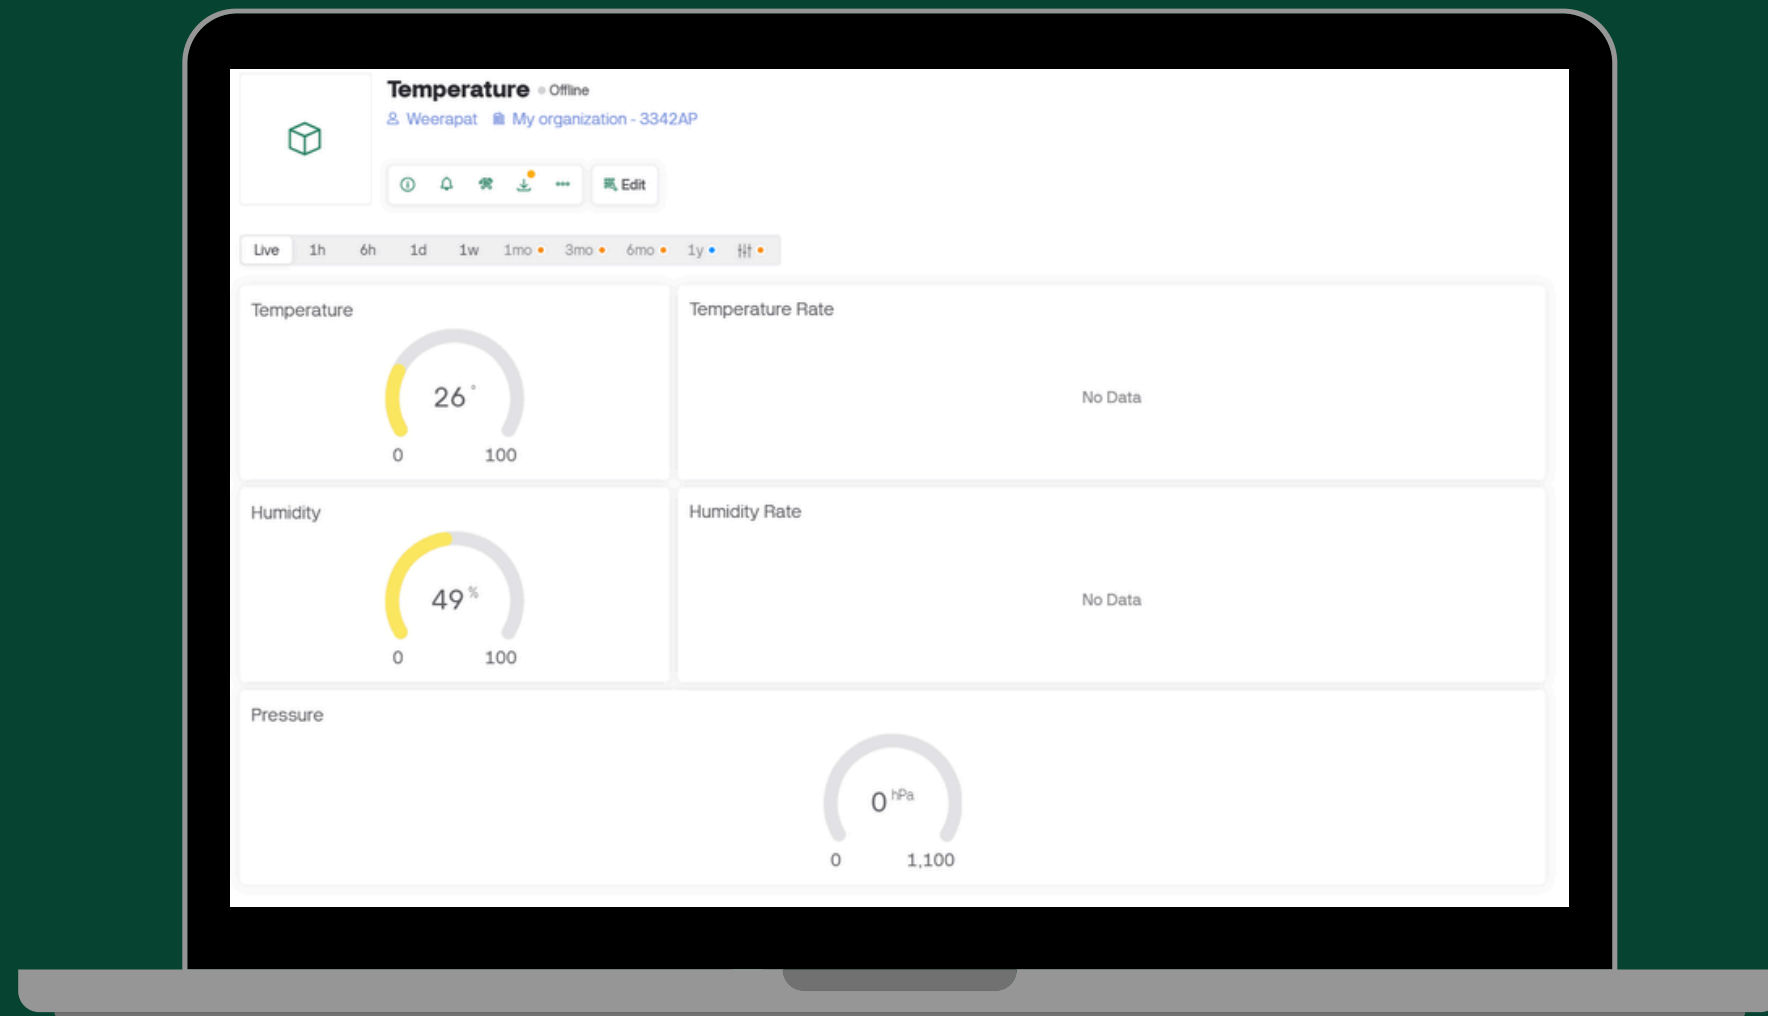 Temperature Offline
Weerapat My organization - 3342AP
Edit
Live 1h 6h 1d 1w 1mo 3mo 6mo 1y
Temperature
26 °
0 100
Temperature Rate
No Data
Humidity
49 %
0 100
Humidity Rate
No Data
Pressure
0 hPa
0 1,100